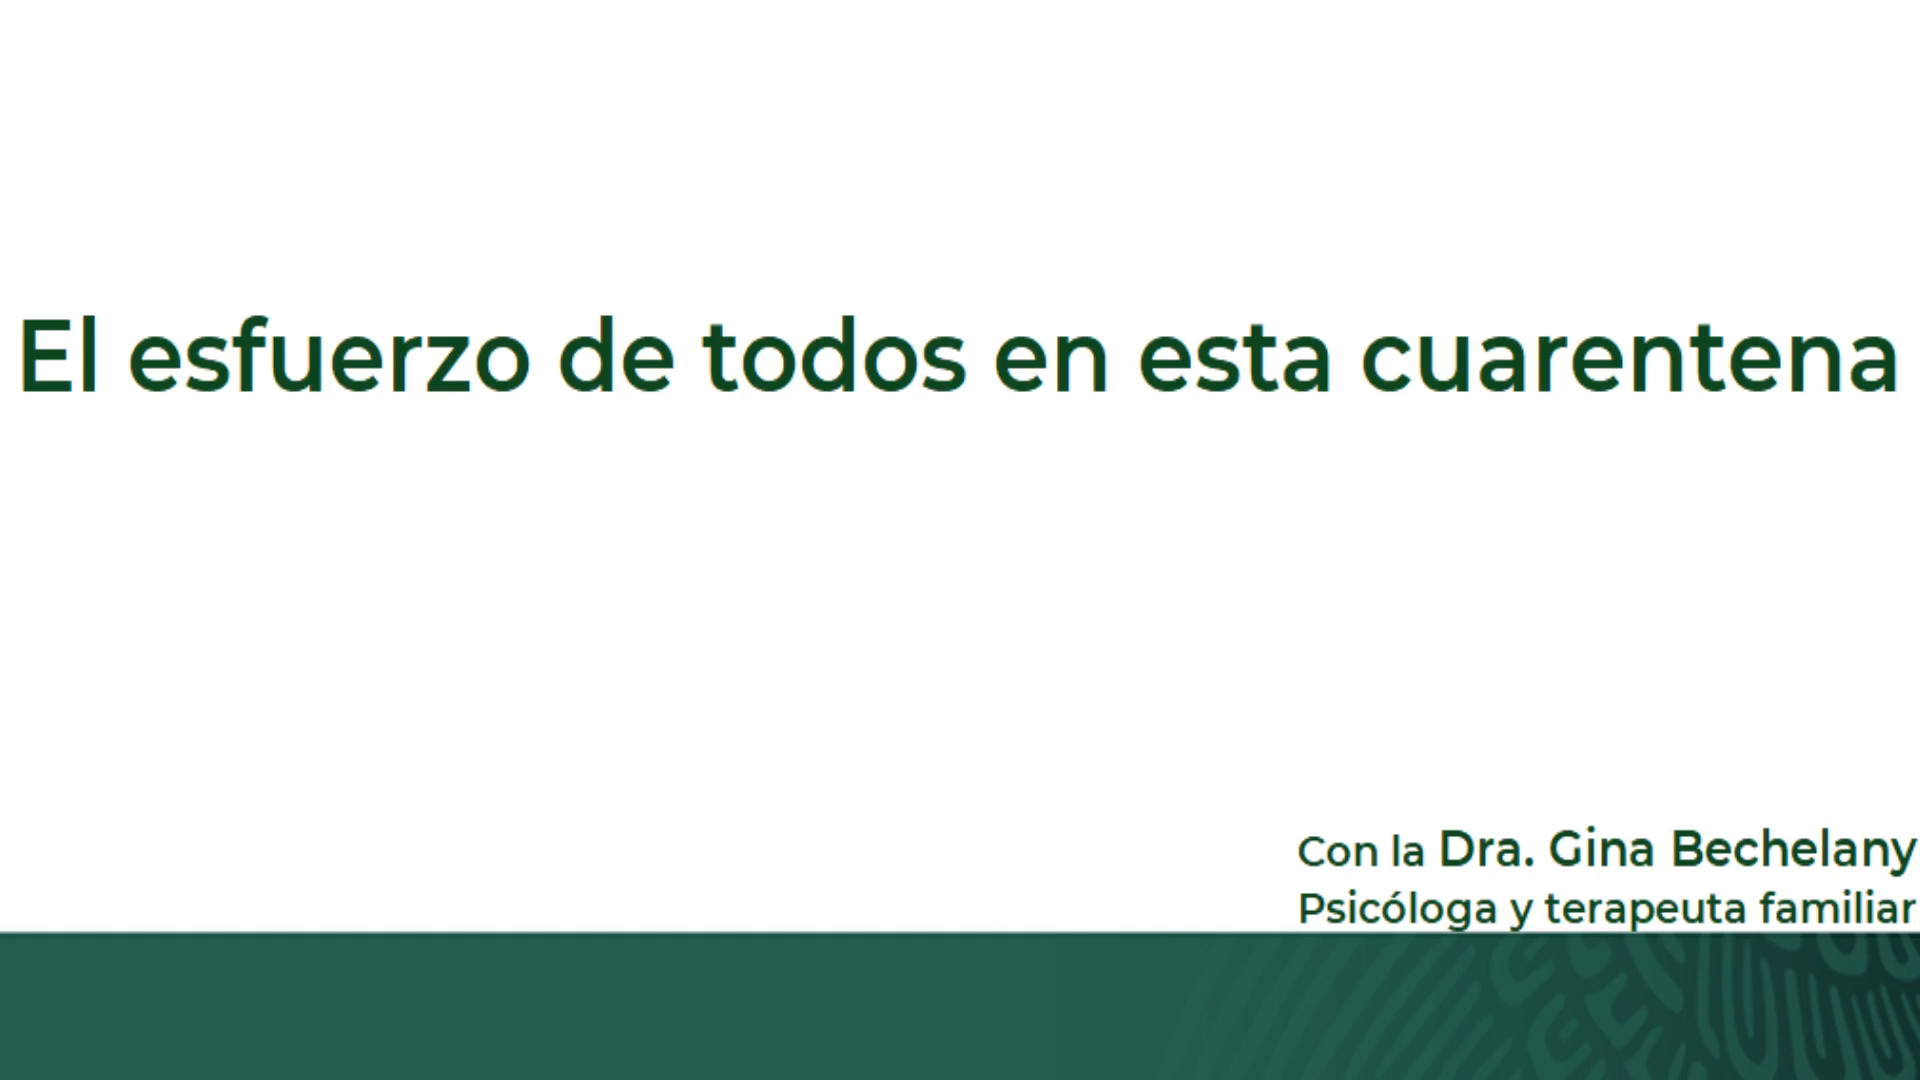 El esfuerzo de todos en esta cuarentena
Con la Dra. Gina Bechelany
Psicóloga y terapeuta familiar